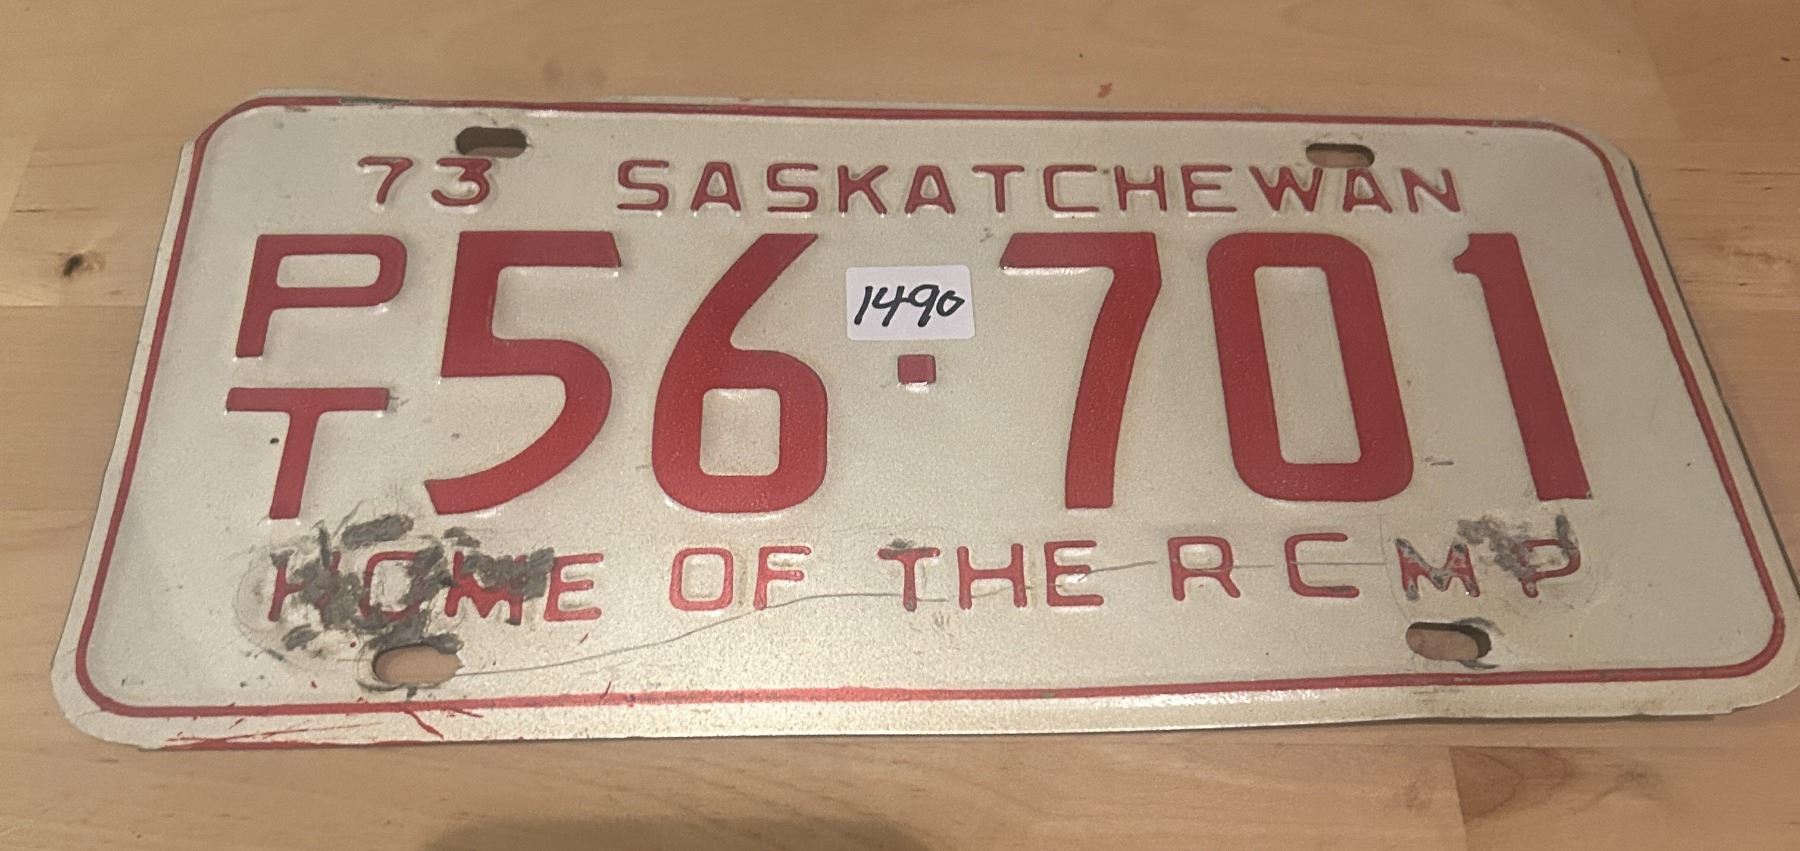 73 SASKATCHEWAN
PT 56·701
1490
HOME OF THE RCMP